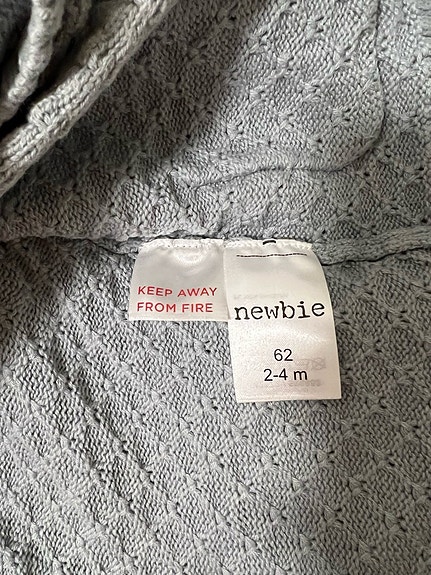 KEEP AWAY
FROM FIRE
newbie
62
2-4 m